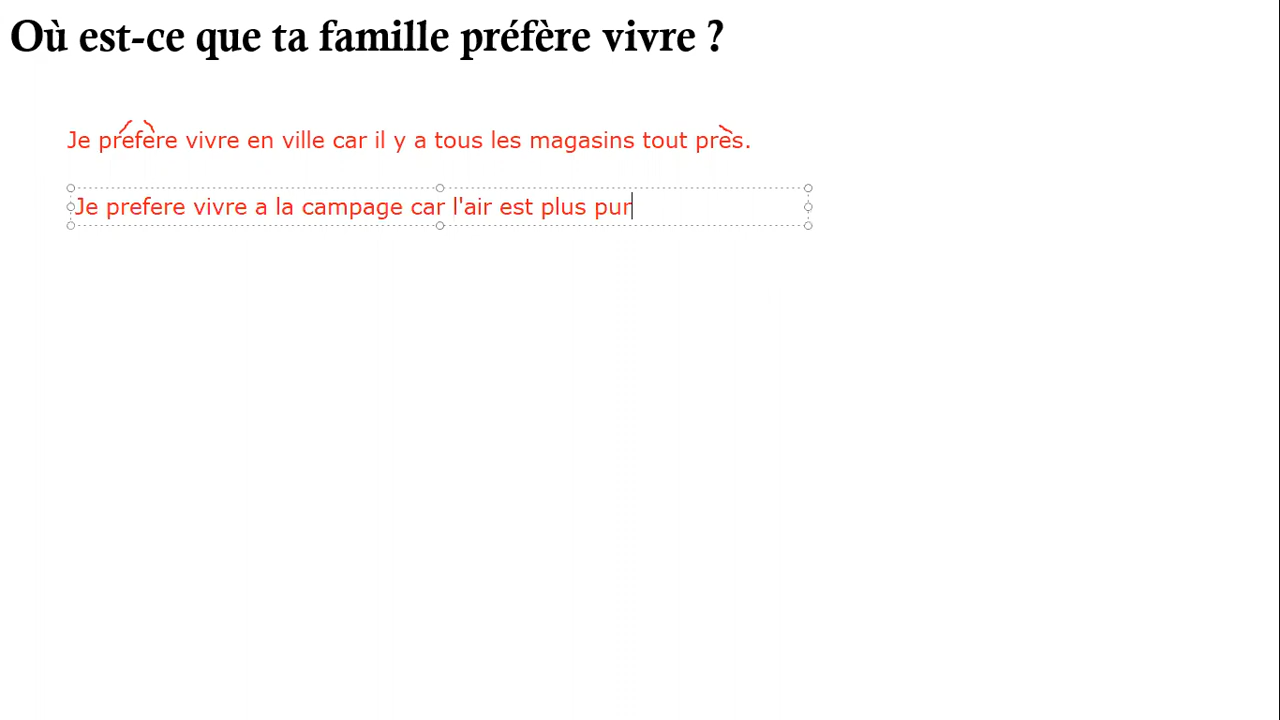 Où est-ce que ta famille préfère vivre ?
Je préfère vivre en ville car il y a tous les magasins tout près.
Je prefere vivre a la campage car l'air est plus pur